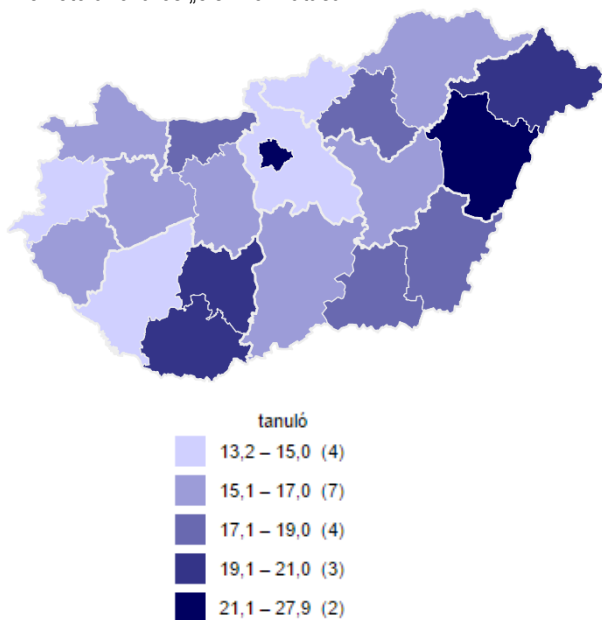 tanuló
13,2 – 15,0 (4)
15,1 – 17,0 (7)
17,1 – 19,0 (4)
19,1 – 21,0 (3)
21,1 – 27,9 (2)